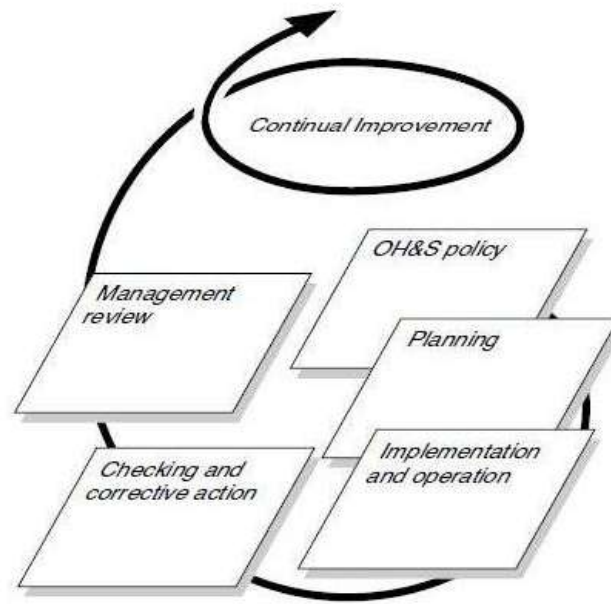 Continual Improvement
OH&S policy
Management
review
Planning
Implementation
and operation
Checking and
corrective action